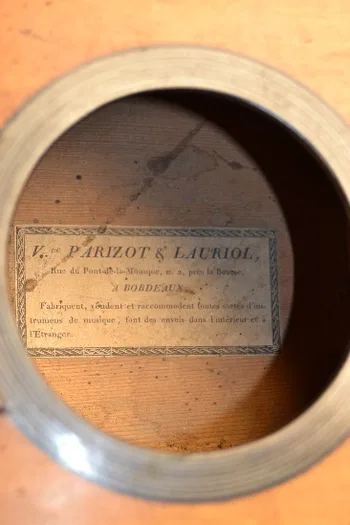 V.ve PARIZOT & LAURIOL,
Rue du Pont-de-la-Mousque, n. 2, près la Bourse,
A BORDEAUX.
Fabriquent, vendent et raccommodent toutes sortes d'ins-
trumens de musique; font des envois dans l'intérieur et à
l'Étranger.